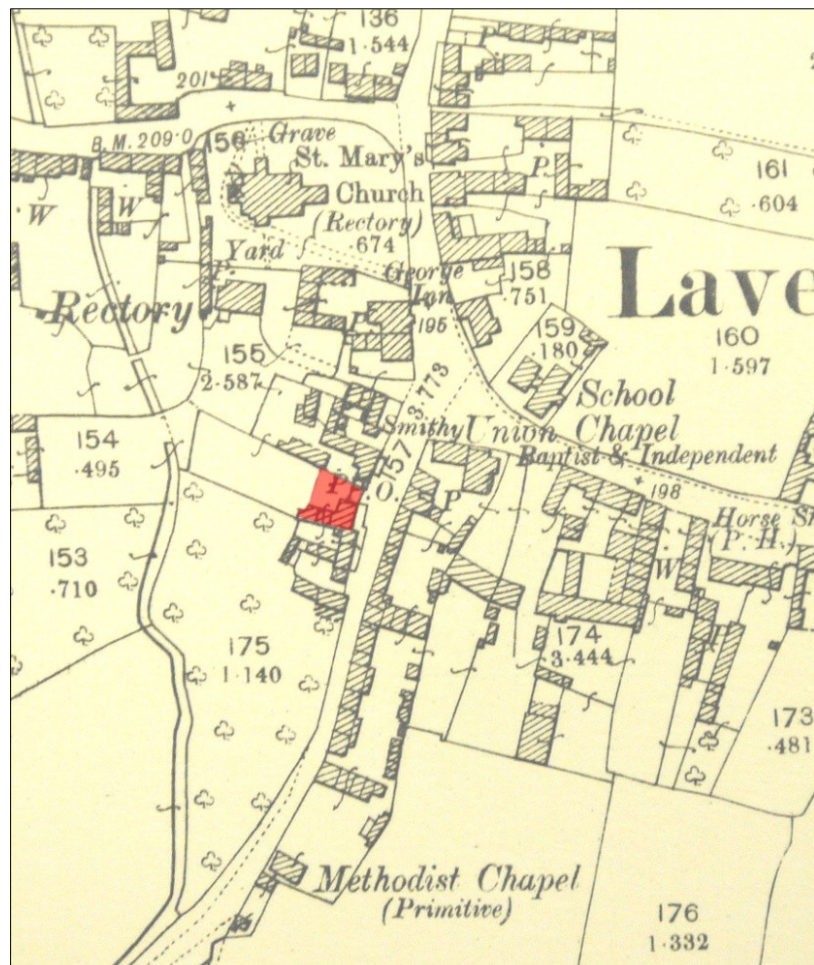 136
1·544
P.
201
B.M. 209·0
156
Grave
St. Mary's
Church
(Rectory)
·674
Yard
P.
161
·604
W
W
P.
Rectory
George
Inn
195
158
·751
Lave
159
·180
160
1·597
155
2·587
P.
3·773
157
School
154
·495
Smithy
Union Chapel
Baptist & Independent
P. O.
P
198
Horse Sh
(P. H.)
153
·710
W
175
1·140
174
3·444
P
173
·481
Methodist Chapel
(Primitive)
176
1·332